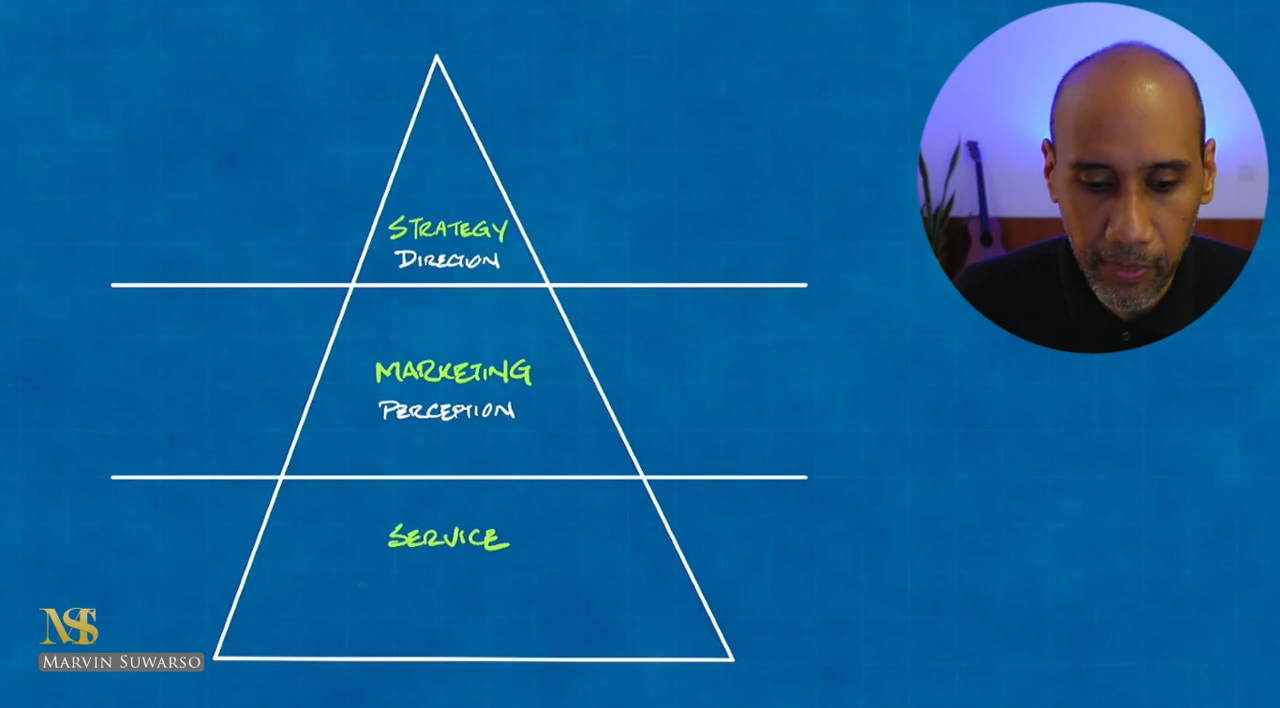 STRATEGY
DIRECTION
MARKETING
PERCEPTION
SERVICE
MS
MARVIN SUWARSO